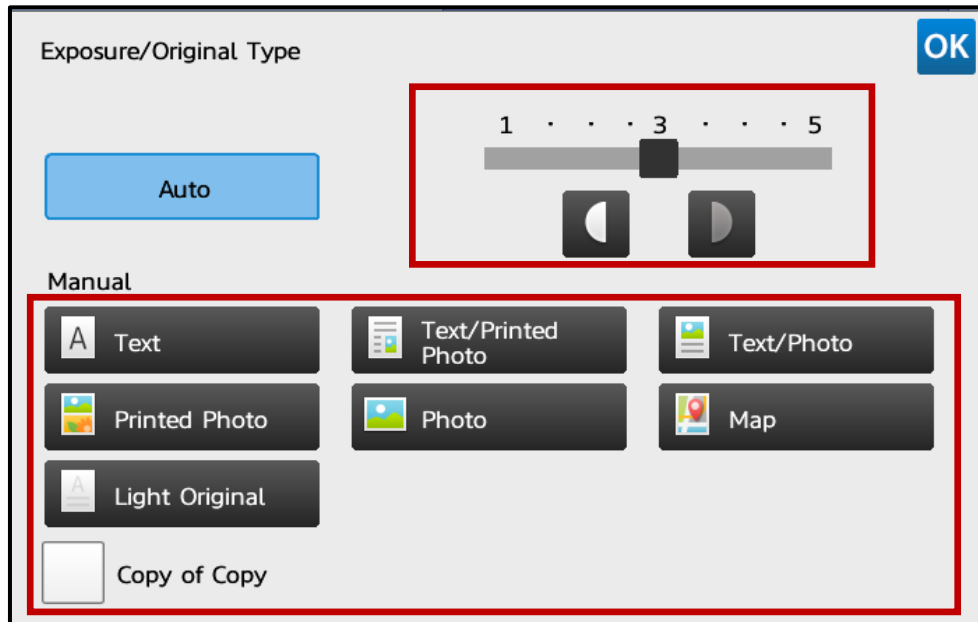 Exposure/Original Type
OK
1 · · · 3 · · · 5
Auto
Manual
A Text
Text/Printed
Photo
Text/Photo
Printed Photo
Photo
Map
A Light Original
Copy of Copy